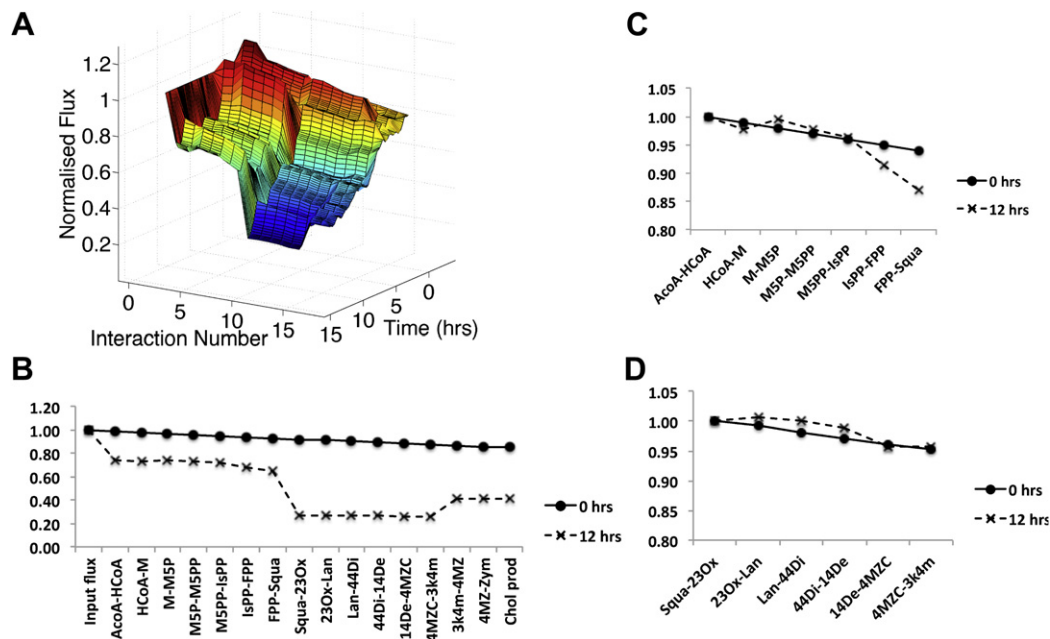 A
Normalised Flux
1.2
1
0.8
0.6
0.4
0.2
0
5
10
15
Interaction Number
15
10
5
0
Time (hrs)
B
1.20
1.00
0.80
0.60
0.40
0.20
0.00
Input flux
AcoA-HCoA
HCoA-M
M-M5P
M5P-M5PP
M5PP-IsPP
IsPP-FPP
FPP-Squa
Squa-23Ox
23Ox-Lan
Lan-44Di
44Di-14De
14De-4MZC
4MZC-3k4m
3k4m-4MZ
4MZ-Zym
Chol prod
0 hrs
12 hrs
C
1.05
1.00
0.95
0.90
0.85
0.80
AcoA-HCoA
HCoA-M
M-M5P
M5P-M5PP
M5PP-IsPP
IsPP-FPP
FPP-Squa
0 hrs
12 hrs
D
1.05
1.00
0.95
0.90
0.85
0.80
Squa-23Ox
23Ox-Lan
Lan-44Di
44Di-14De
14De-4MZC
4MZC-3k4m
0 hrs
12 hrs